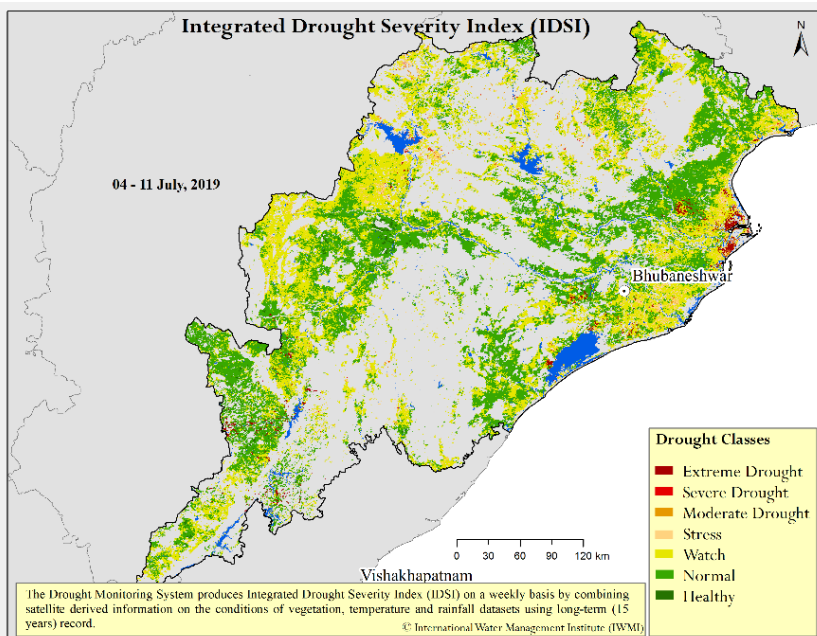 Integrated Drought Severity Index (IDSI)
N
04 - 11 July, 2019
Bhubaneshwar
Drought Classes
Extreme Drought
Severe Drought
Moderate Drought
Stress
Watch
Normal
Healthy
0 30 60 90 120 km
Vishakhapatnam
The Drought Monitoring System produces Integrated Drought Severity Index (IDSI) on a weekly basis by combining
satellite derived information on the conditions of vegetation, temperature and rainfall datasets using long-term (15
years) record.
© International Water Management Institute (IWMI)